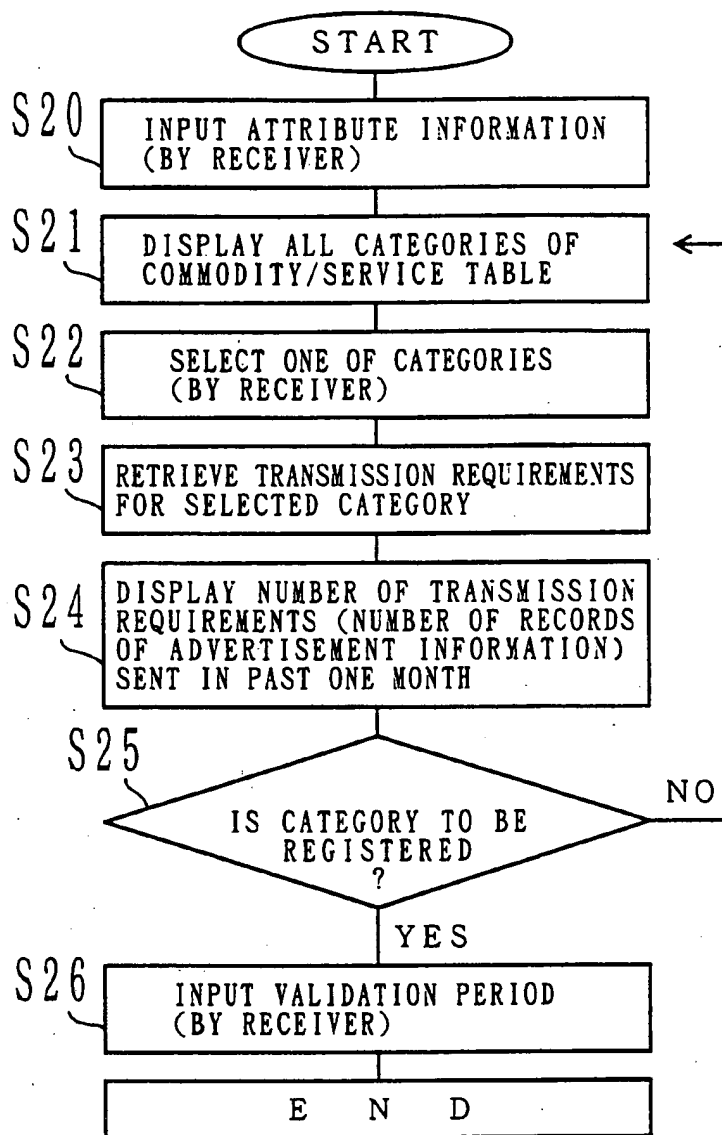 START
S20
INPUT ATTRIBUTE INFORMATION
(BY RECEIVER)
S21
DISPLAY ALL CATEGORIES OF
COMMODITY/SERVICE TABLE
S22
SELECT ONE OF CATEGORIES
(BY RECEIVER)
S23
RETRIEVE TRANSMISSION REQUIREMENTS
FOR SELECTED CATEGORY
S24
DISPLAY NUMBER OF TRANSMISSION
REQUIREMENTS (NUMBER OF RECORDS
OF ADVERTISEMENT INFORMATION)
SENT IN PAST ONE MONTH
S25
IS CATEGORY TO BE
REGISTERED
?
NO
YES
S26
INPUT VALIDATION PERIOD
(BY RECEIVER)
E N D